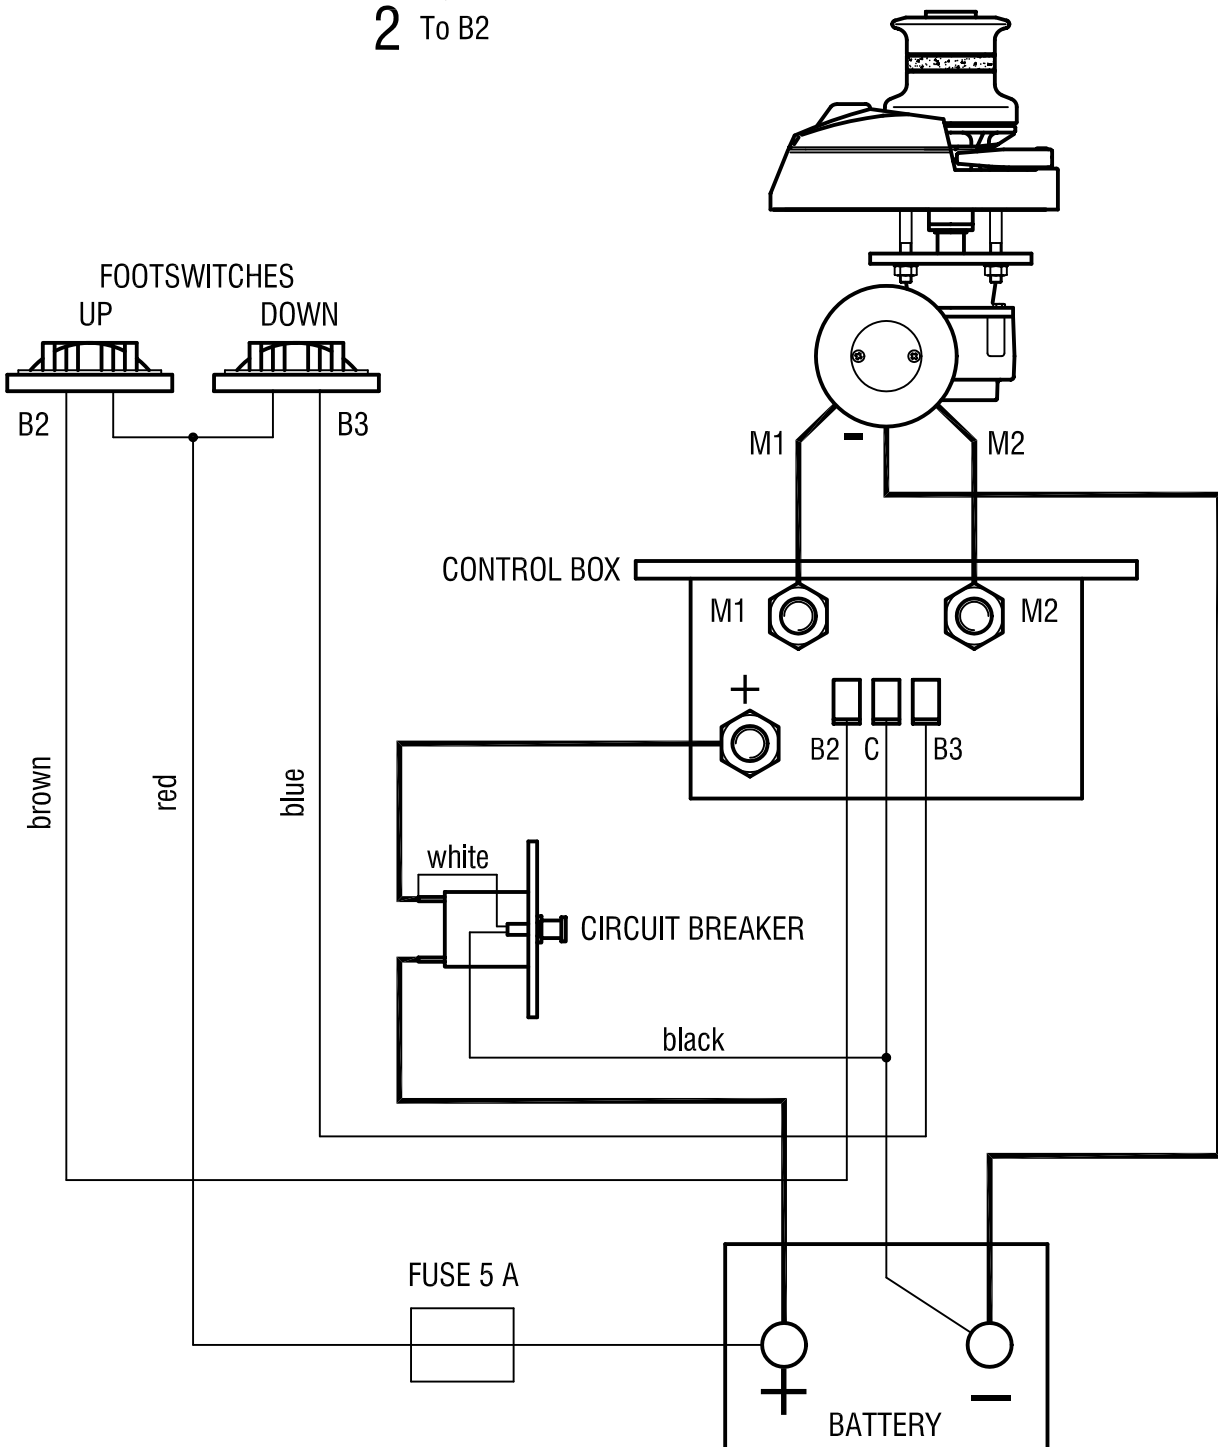 2 To B2
FOOTSWITCHES
UP DOWN
B2 B3
M1 - M2
CONTROL BOX
M1 M2
+
B2 C B3
brown red blue
white
CIRCUIT BREAKER
black
FUSE 5 A
+ -
BATTERY